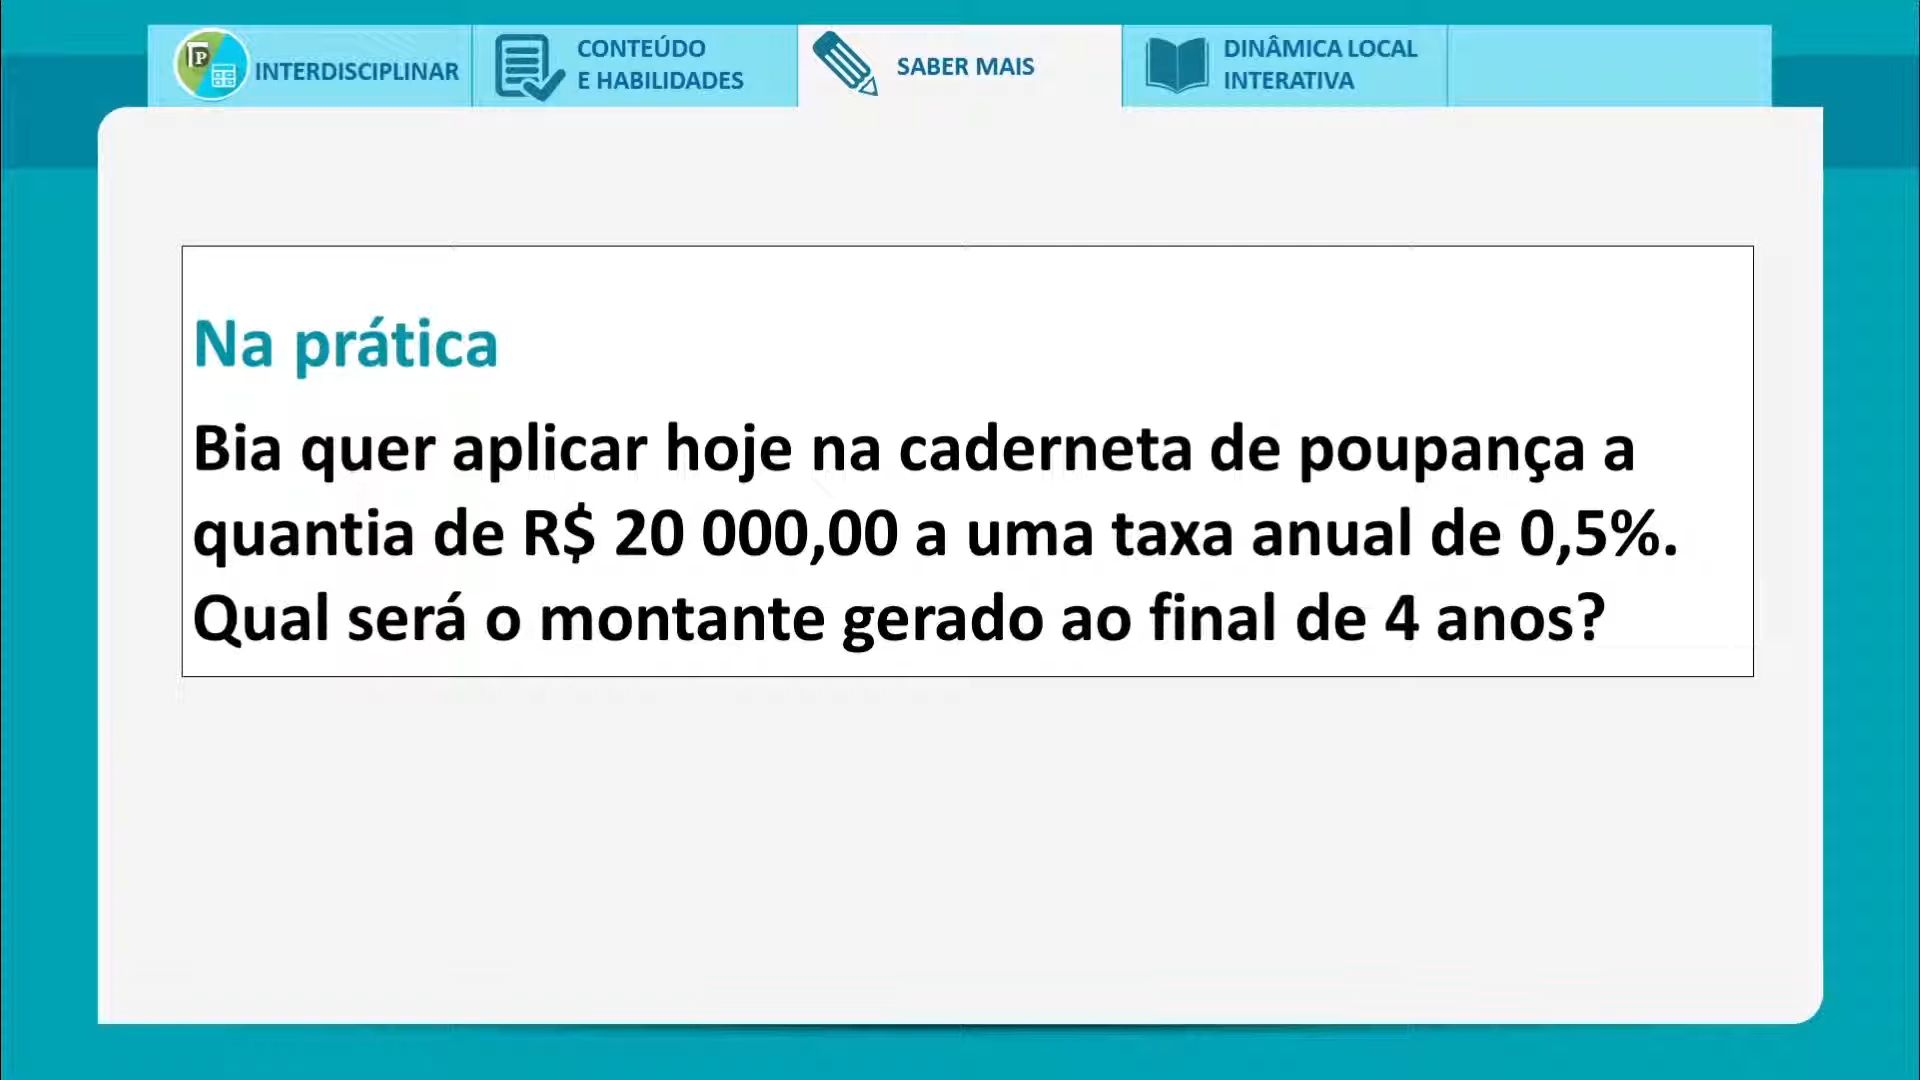 INTERDISCIPLINAR
CONTEÚDO
E HABILIDADES
SABER MAIS
DINÂMICA LOCAL
INTERATIVA
Na prática
Bia quer aplicar hoje na caderneta de poupança a
quantia de R$ 20 000,00 a uma taxa anual de 0,5%.
Qual será o montante gerado ao final de 4 anos?